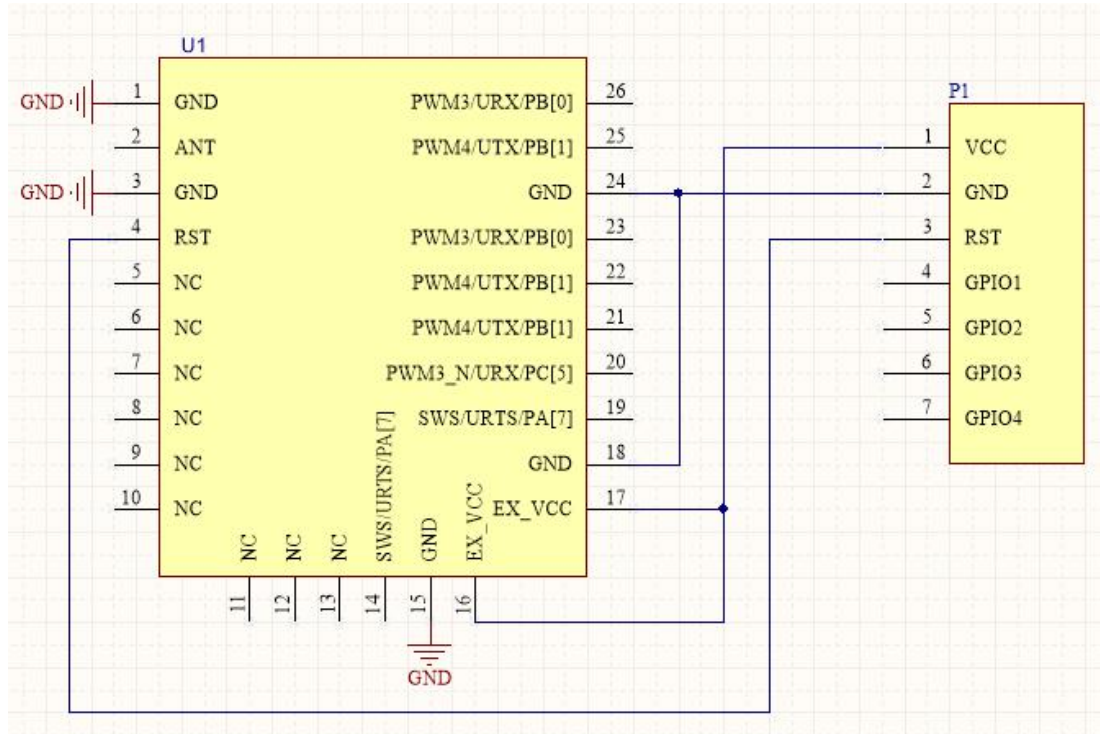 U1
GND 1 GND
2 ANT
GND 3 GND
4 RST
5 NC
6 NC
7 NC
8 NC
9 NC
10 NC
11 NC
12 NC
13 NC
14 SWS/URTS/PA[7]
15 GND
GND
16 EX_VCC
PWM3/URX/PB[0] 26
PWM4/UTX/PB[1] 25
GND 24
PWM3/URX/PB[0] 23
PWM4/UTX/PB[1] 22
PWM4/UTX/PB[1] 21
PWM3_N/URX/PC[5] 20
SWS/URTS/PA[7] 19
GND 18
EX_VCC 17
P1
1 VCC
2 GND
3 RST
4 GPIO1
5 GPIO2
6 GPIO3
7 GPIO4